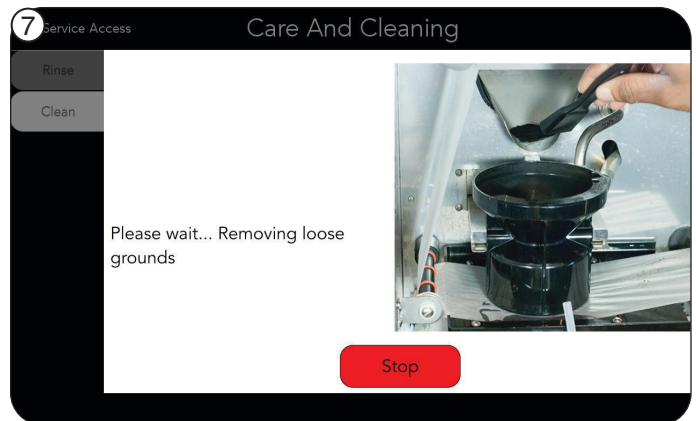 7
Service Access
Care And Cleaning
Rinse
Clean
Please wait... Removing loose
grounds
Stop